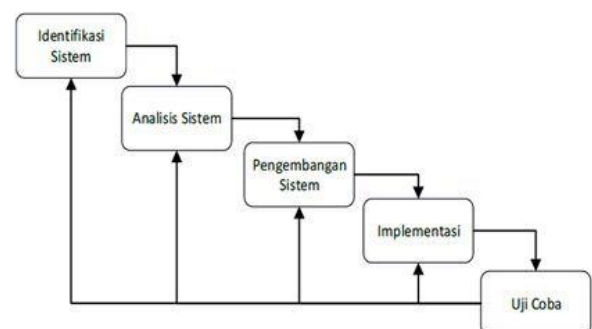 Identifikasi
Sistem
Analisis Sistem
Pengembangan
Sistem
Implementasi
Uji Coba